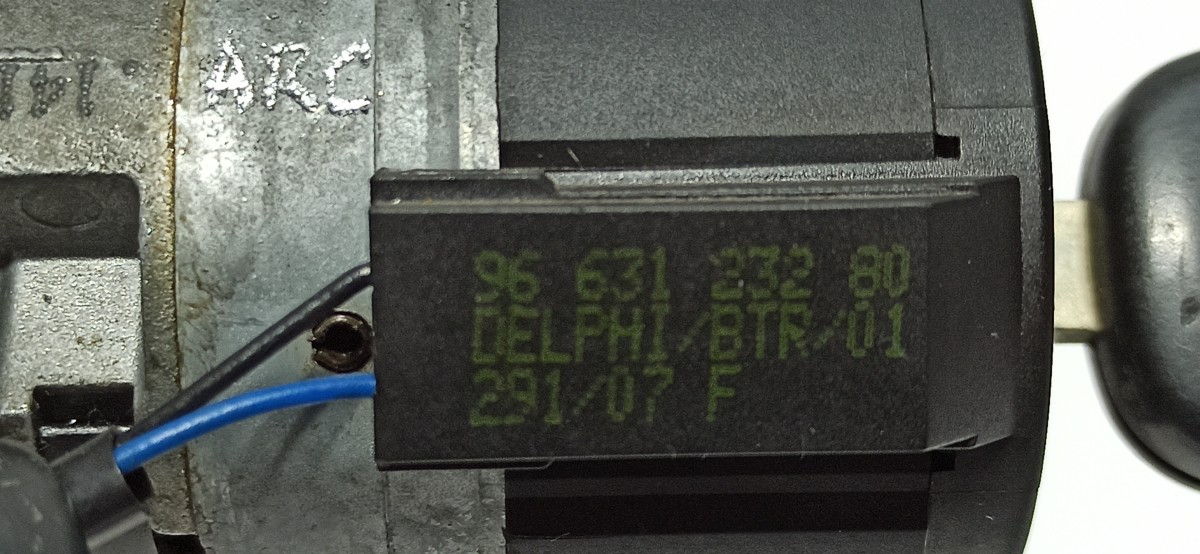 ARC
96 631 232 80
DELPHI/BTR/01
291/07 F